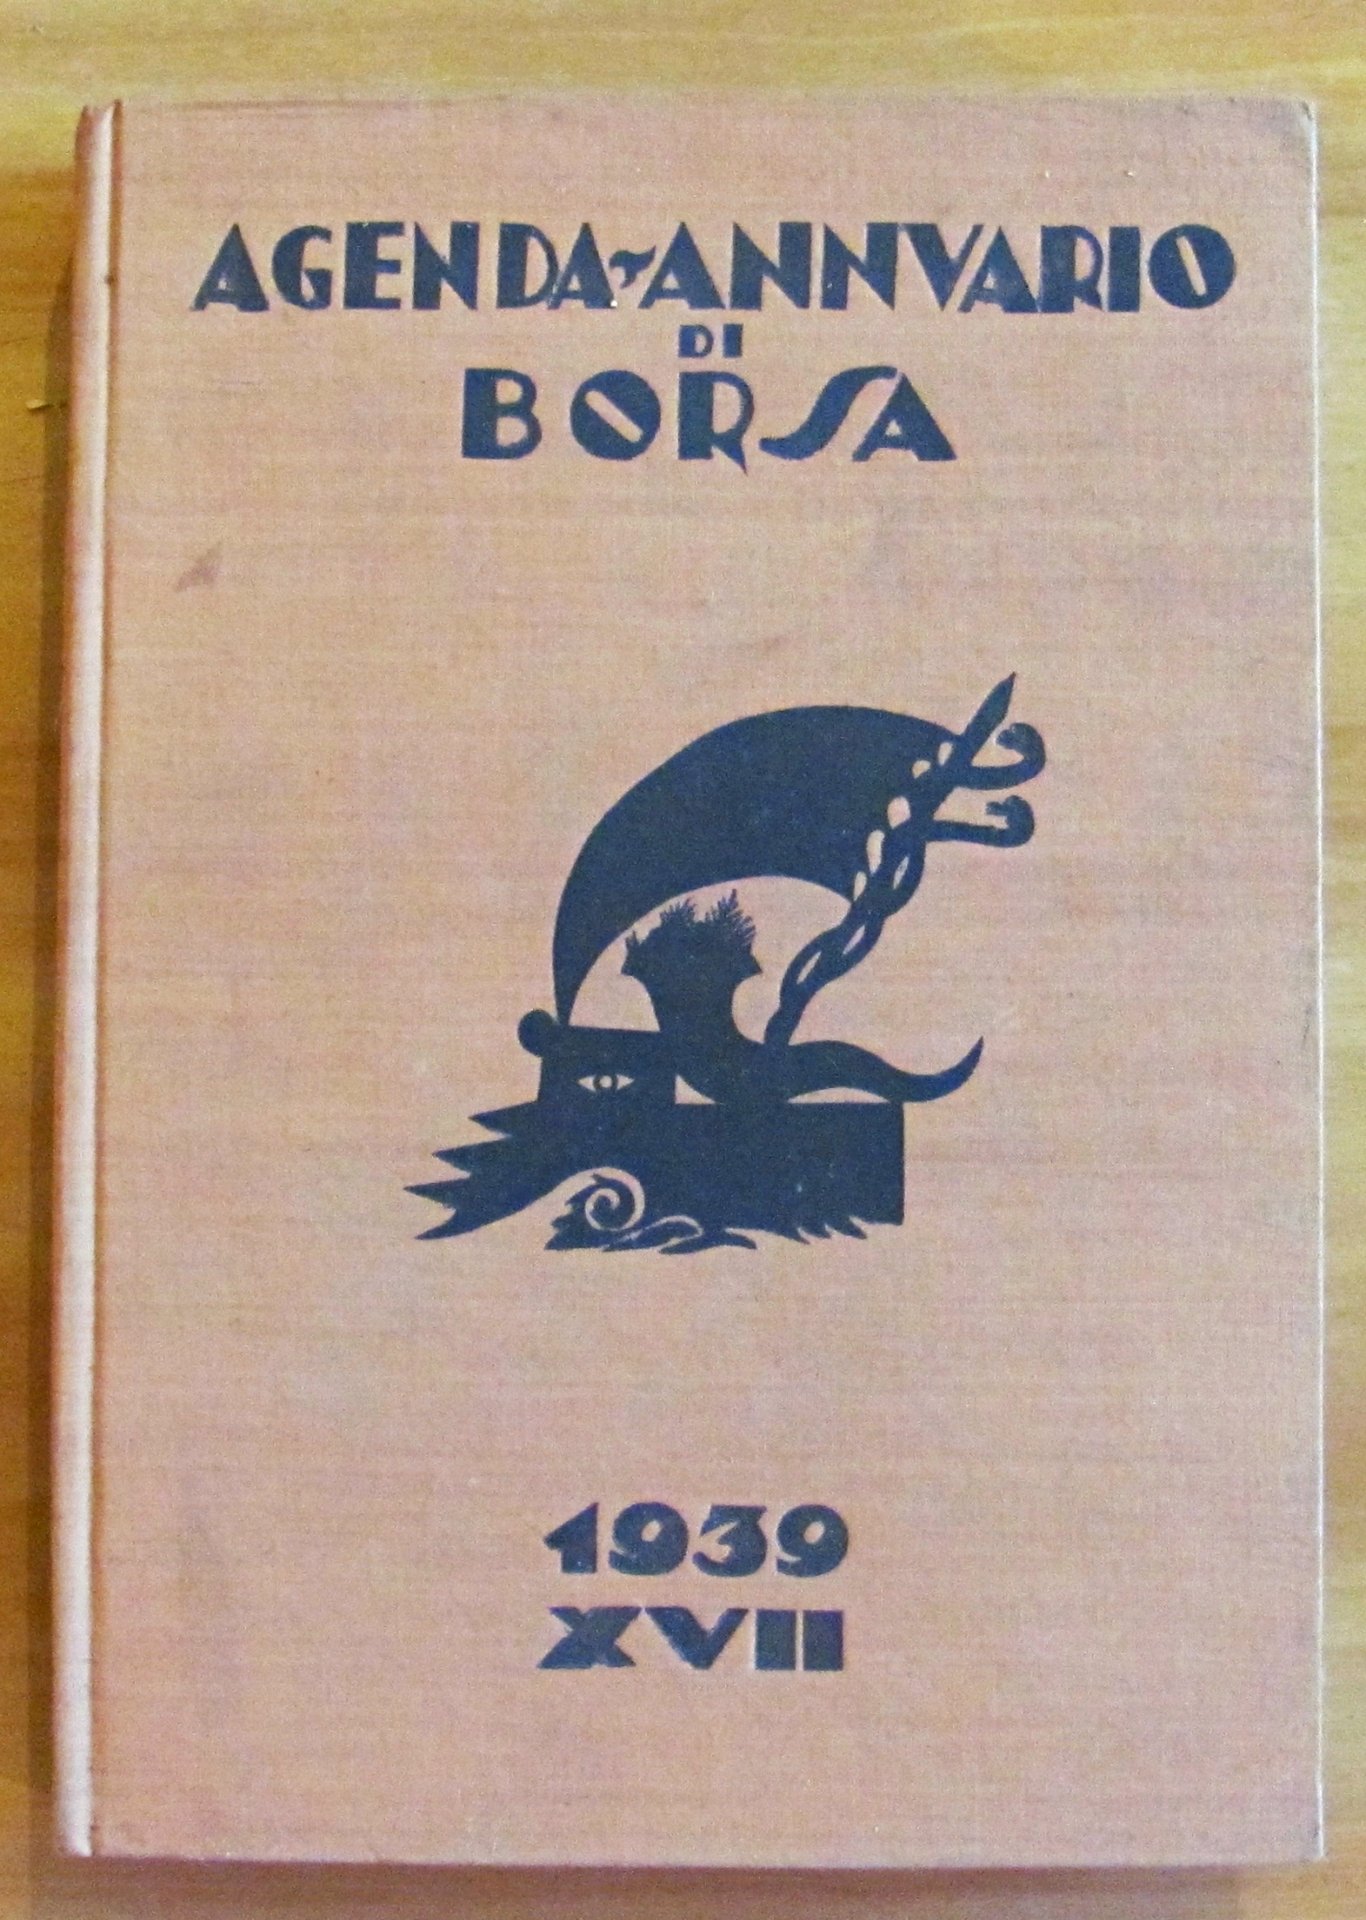 AGENDA-ANNVARIO
DI
BORSA
1939
XVII